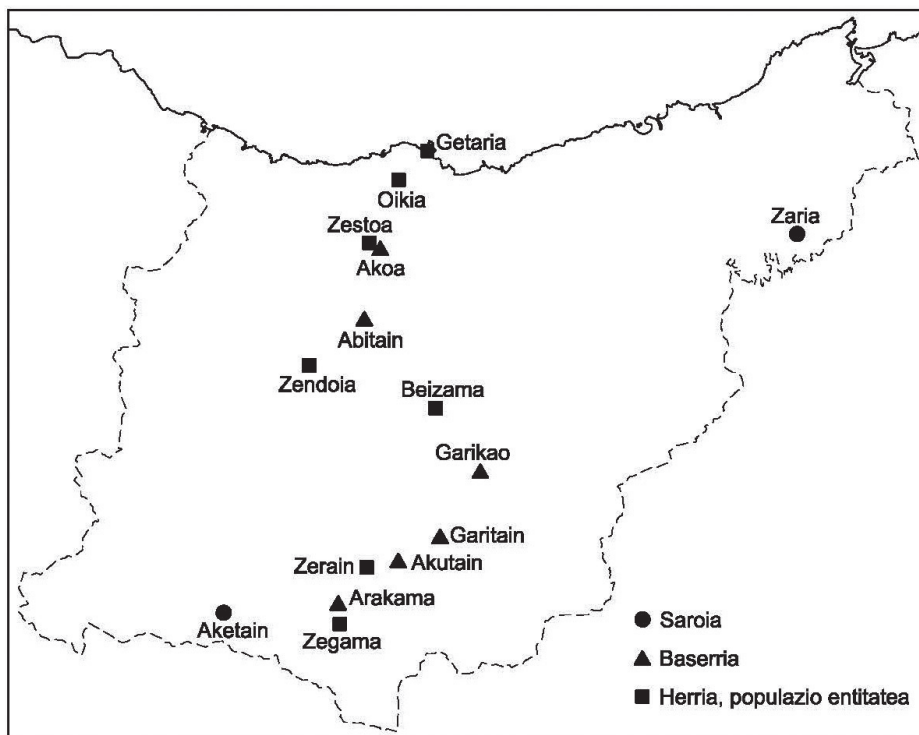 Getaria
Oikia
Zaria
Zestoa
Akoa
Abitain
Zendoia
Beizama
Garikao
Garitain
Zerain
Akutain
Arakama
Aketain
Zegama
Saroia
Baserria
Herria, populazio entitatea